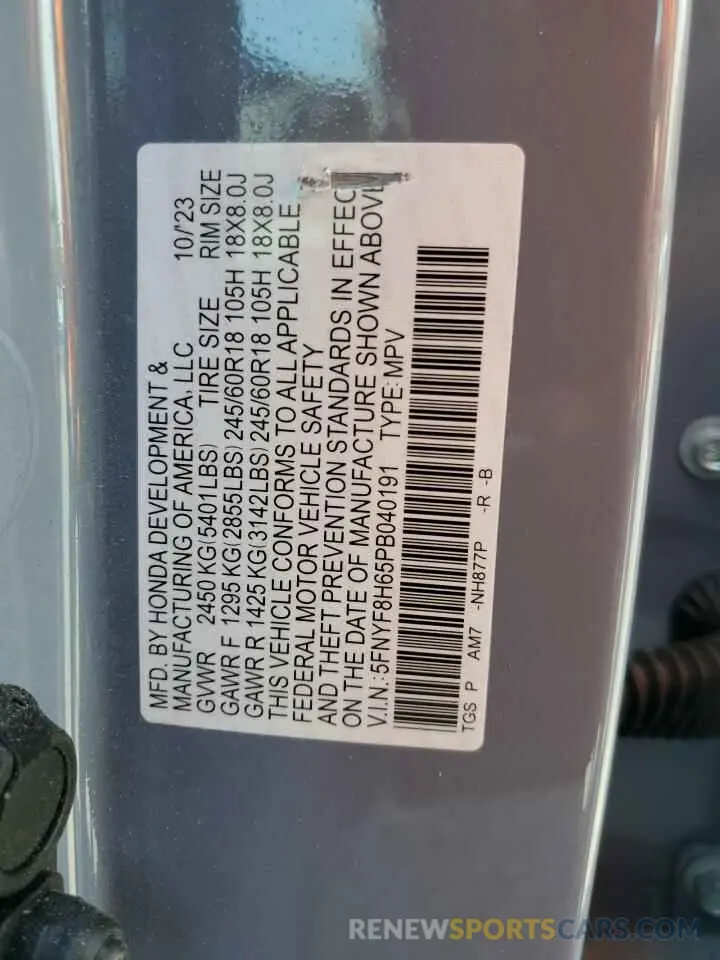 MFD. BY HONDA DEVELOPMENT &
MANUFACTURING OF AMERICA, LLC 10/'23
GVWR 2450 KG(5401LBS) TIRE SIZE RIM SIZE
GAWR F 1295 KG(2855LBS) 245/60R18 105H 18X8.0J
GAWR R 1425 KG(3142LBS) 245/60R18 105H 18X8.0J
THIS VEHICLE CONFORMS TO ALL APPLICABLE
FEDERAL MOTOR VEHICLE SAFETY
AND THEFT PREVENTION STANDARDS IN EFFECT
ON THE DATE OF MANUFACTURE SHOWN ABOVE
V.I.N.: 5FNYF8H65PB040191 TYPE: MPV
TGS P AM7 -NH877P -R -B
RENEWSPORTSCARS.COM